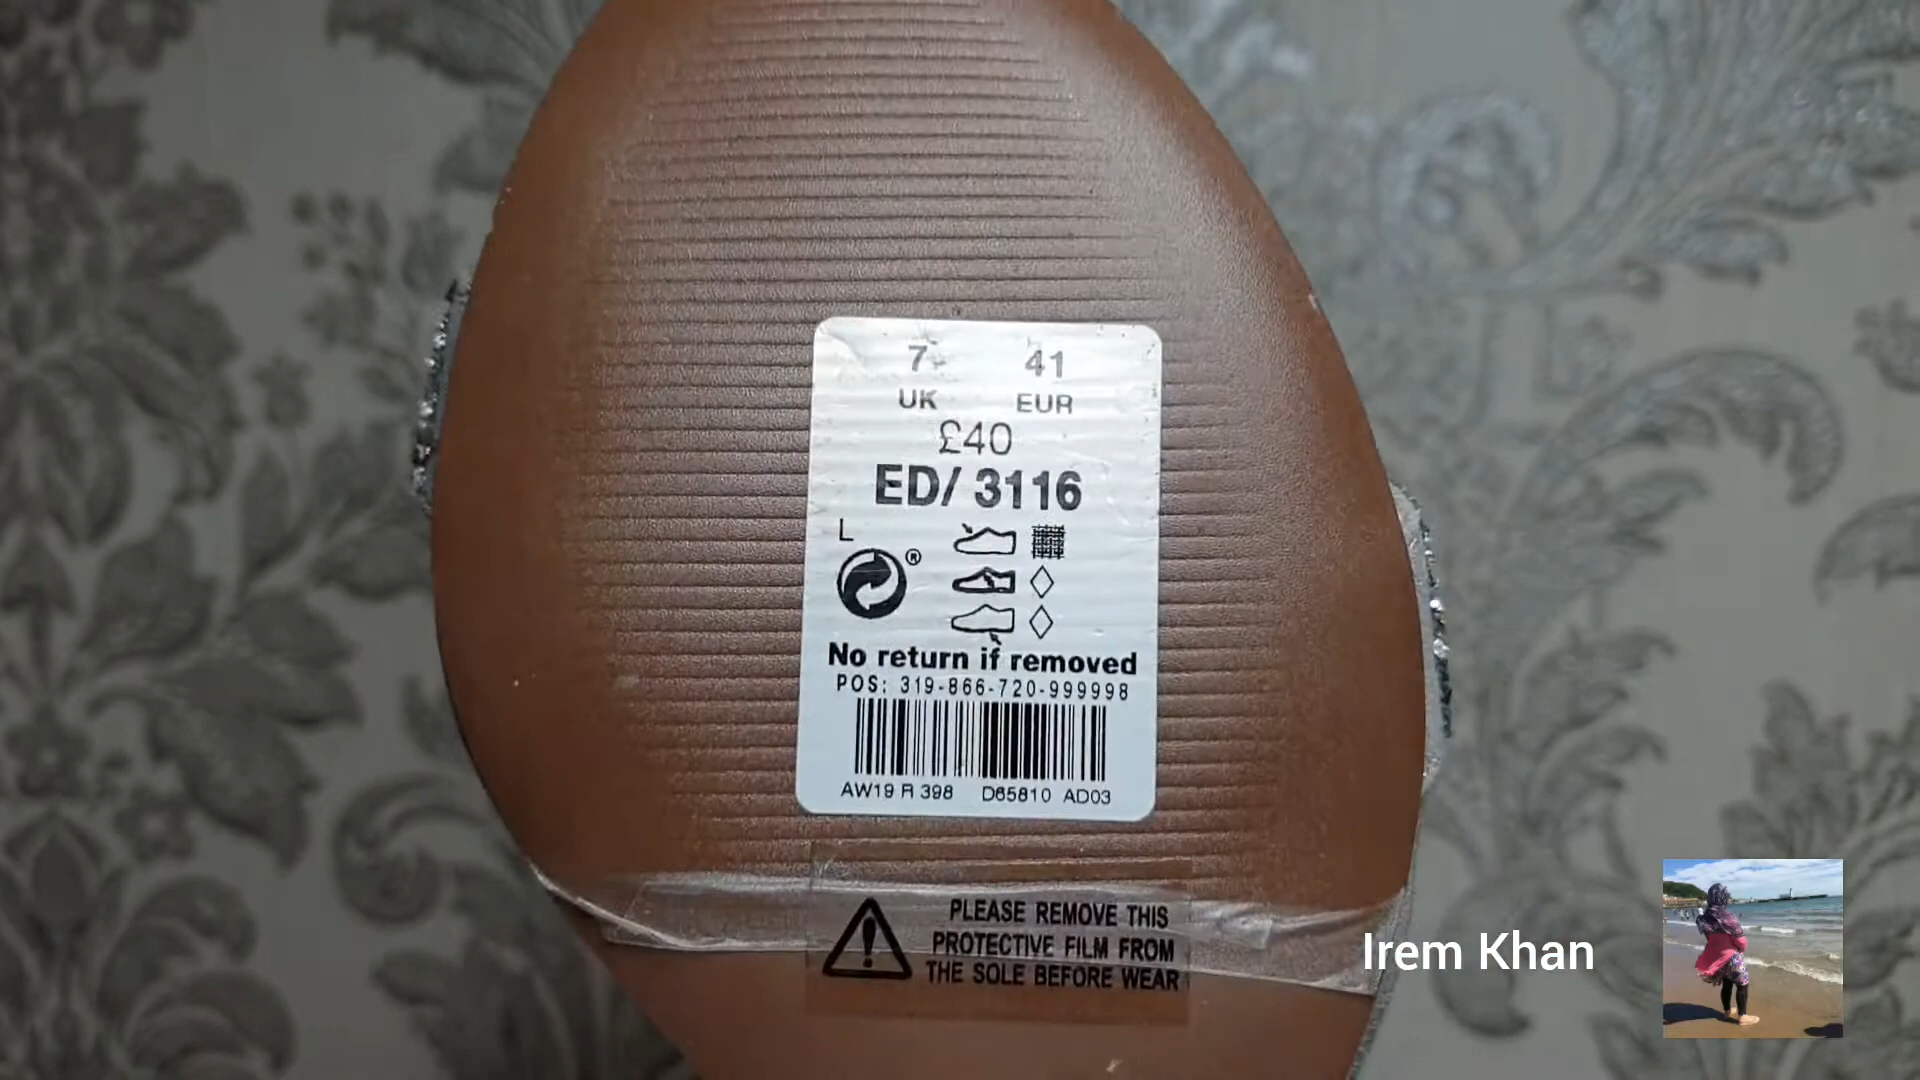 7 41
UK EUR
£40
ED/ 3116
L
®
No return if removed
POS: 319-866-720-999998
AW19 R 398 D65810 AD03
PLEASE REMOVE THIS
PROTECTIVE FILM FROM
THE SOLE BEFORE WEAR
Irem Khan